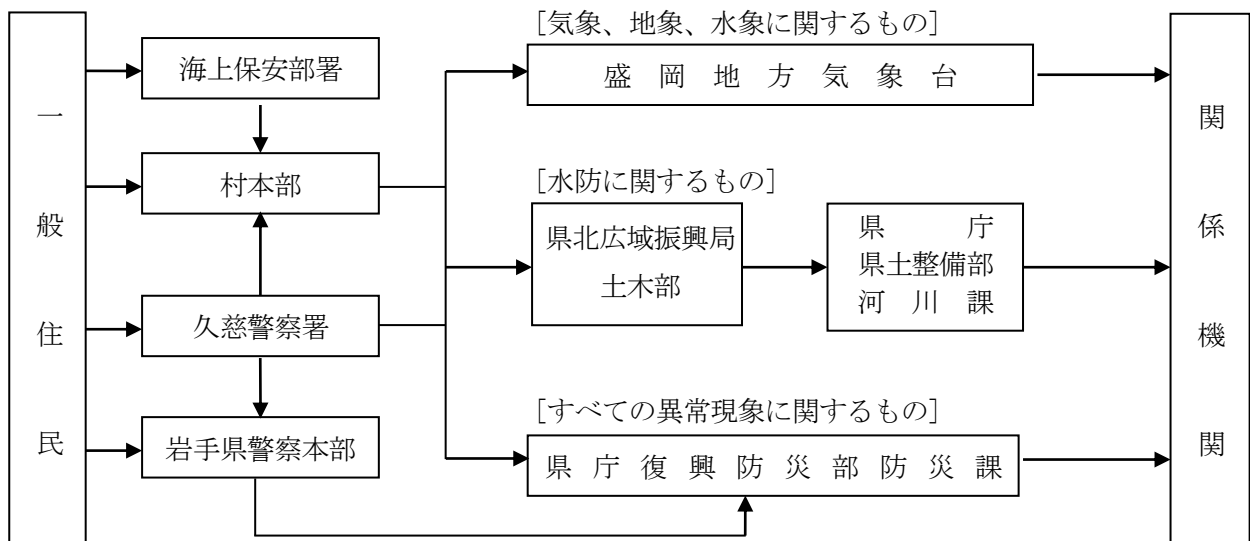 一般住民
海上保安部署
村本部
久慈警察署
岩手県警察本部
[気象、地象、水象に関するもの]
盛岡地方気象台
[水防に関するもの]
県北広域振興局
土木部
県庁
県土整備部
河川課
[すべての異常現象に関するもの]
県庁復興防災部防災課
関係機関